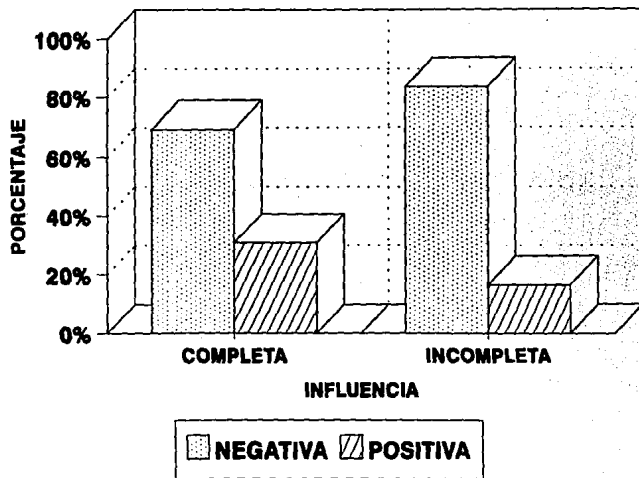 100%
80%
60%
40%
20%
0%
PORCENTAJE
COMPLETA INCOMPLETA
INFLUENCIA
NEGATIVA POSITIVA